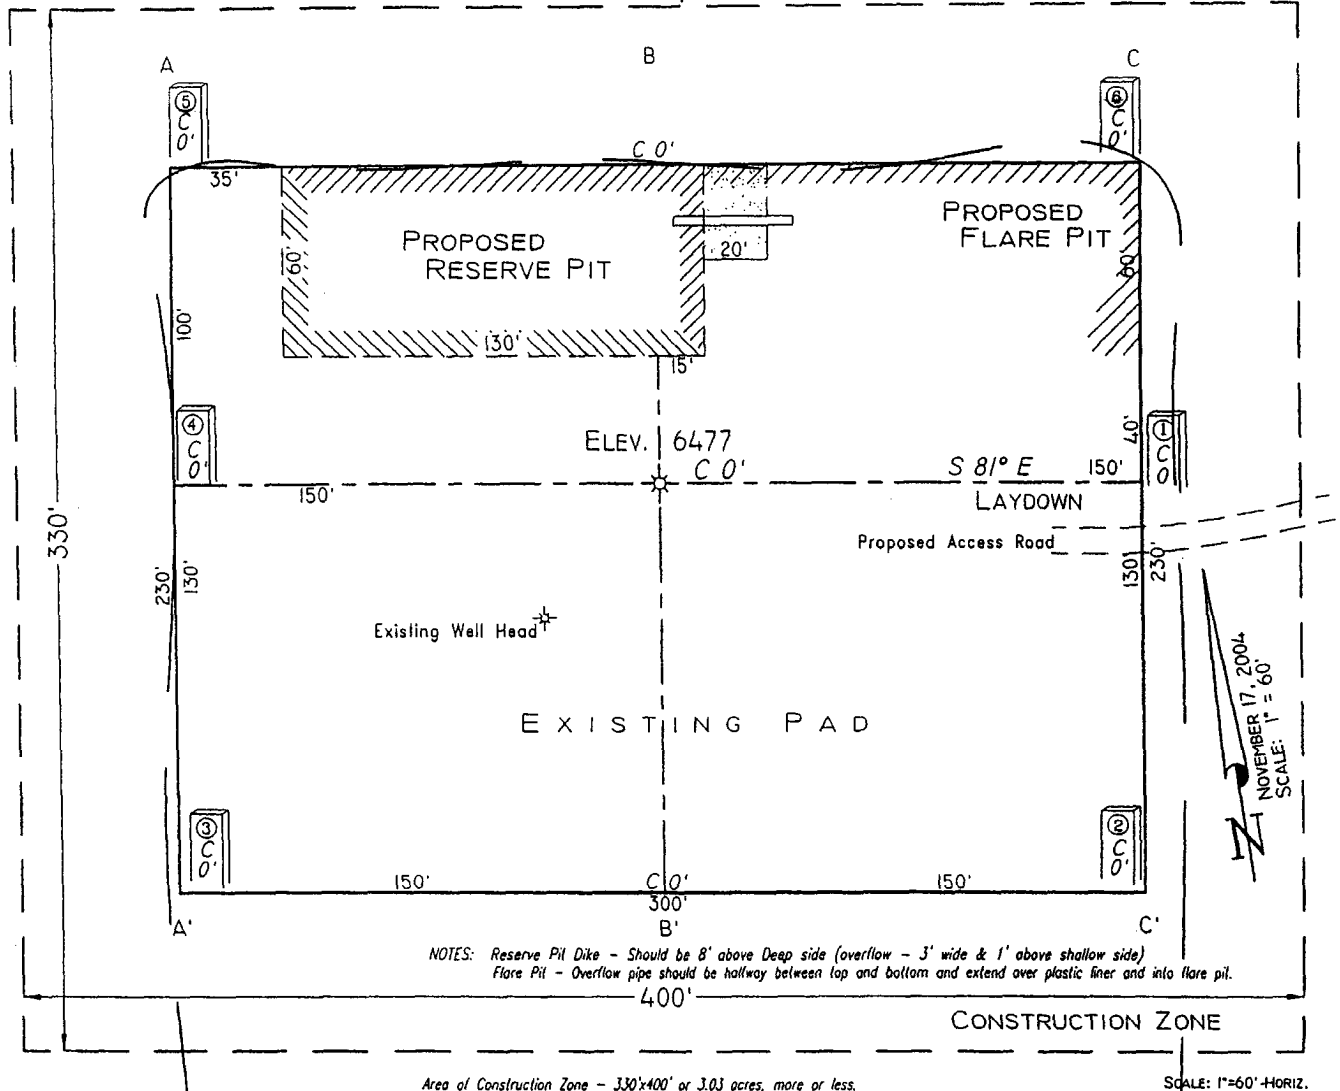 A
B
C
⑤
C
0'
⑥
C
0'
C 0'
35'
PROPOSED
RESERVE PIT
60'
20'
PROPOSED
FLARE PIT
60'
100'
130'
15'
④
C
0'
ELEV. 6477
C 0'
S 81° E
150'
40'
①
C
0'
150'
LAYDOWN
Proposed Access Road
330'
230'
130'
130'
230'
Existing Well Head
EXISTING PAD
NOVEMBER 17, 2004
SCALE: 1" = 60'
N
③
C
0'
②
C
0'
150'
C 0'
150'
300'
A'
B'
C'
NOTES: Reserve Pit Dike - Should be 8' above Deep side (overflow - 3' wide & 1' above shallow side)
Flare Pit - Overflow pipe should be halfway between top and bottom and extend over plastic liner and into flare pit.
400'
CONSTRUCTION ZONE
Area of Construction Zone - 330'x400' or 3.03 acres, more or less.
SCALE: 1"=60'-HORIZ.